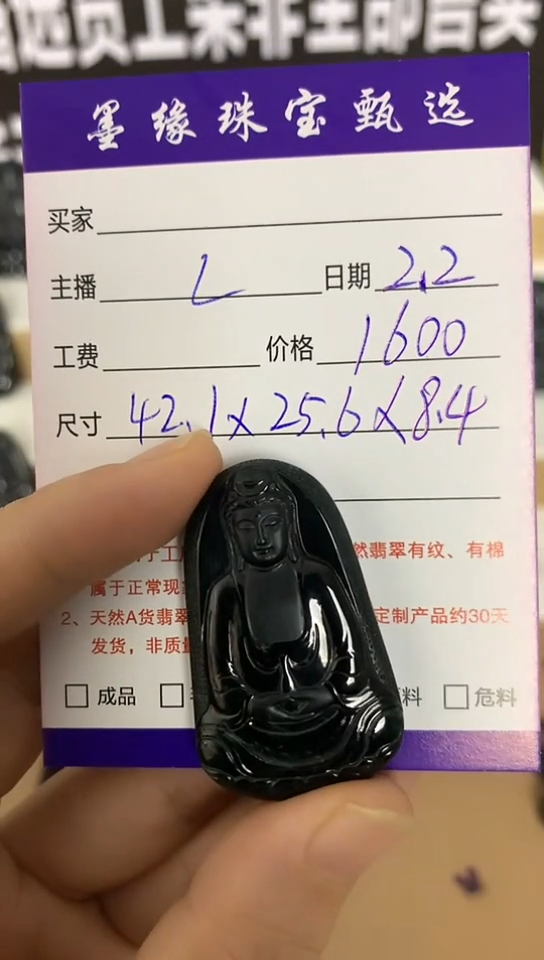 墨缘珠宝甄选
买家
主播 L 日期 2.2
工费 价格 1600
尺寸 42.1x25.6x8.4
然翡翠有纹、有棉
属于正常现
2、天然A货翡翠 定制产品约30天
发货，非质
□成品 □ 料 □危料